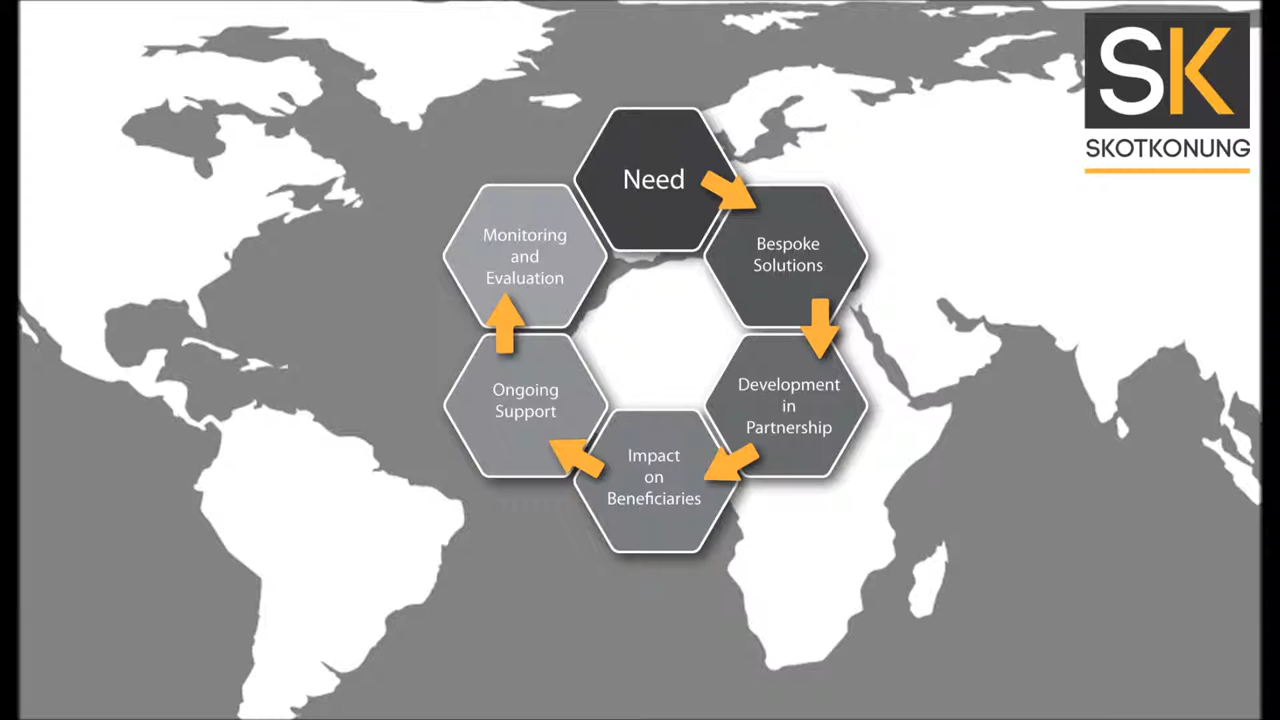 SK
SKOTKONUNG
Need
Bespoke
Solutions
Development
in
Partnership
Impact
on
Beneficiaries
Ongoing
Support
Monitoring
and
Evaluation